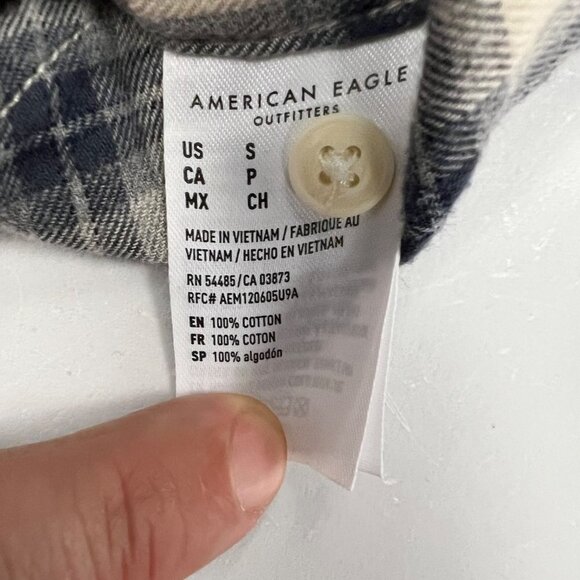 AMERICAN EAGLE
OUTFITTERS
US S
CA P
MX CH
MADE IN VIETNAM / FABRIQUE AU
VIETNAM / HECHO EN VIETNAM
RN 54485/CA 03873
RFC# AEM120605U9A
EN 100% COTTON
FR 100% COTON
SP 100% algodón